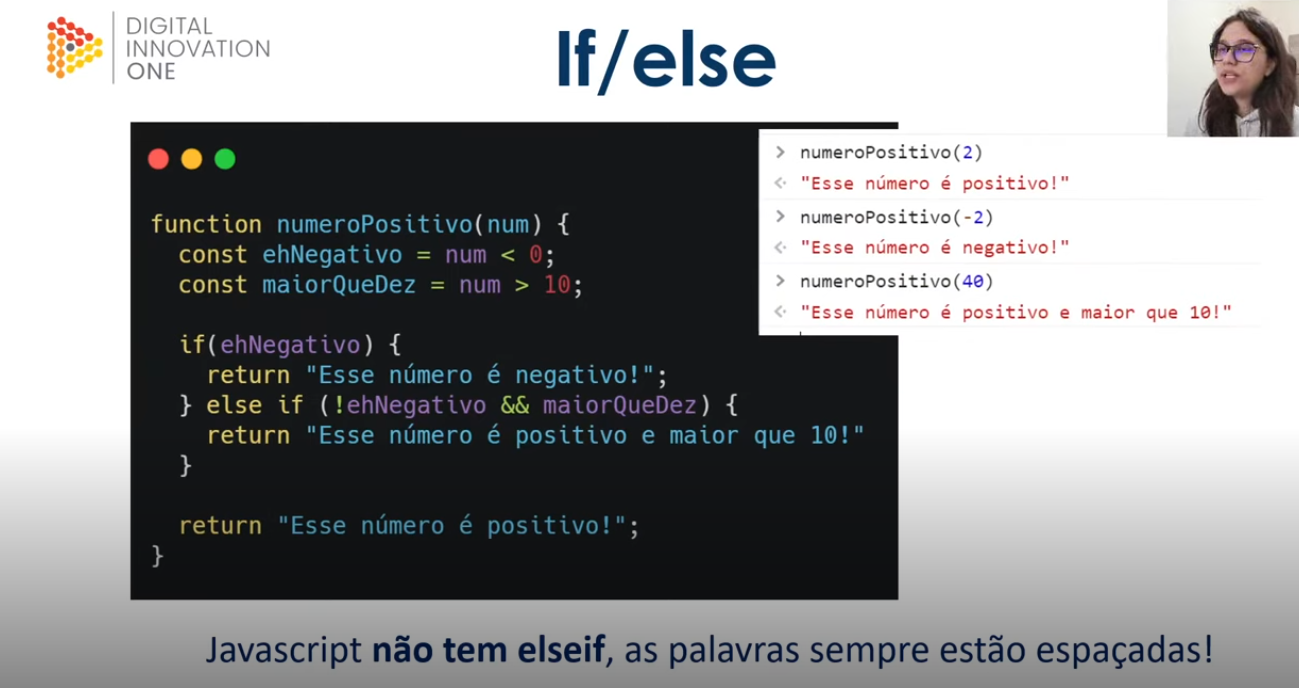 DIGITAL
INNOVATION
ONE
If/else
function numeroPositivo(num) {
const ehNegativo = num < 0;
const maiorQueDez = num > 10;
if(ehNegativo) {
return "Esse número é negativo!";
} else if (!ehNegativo && maiorQueDez) {
return "Esse número é positivo e maior que 10!"
}
return "Esse número é positivo!";
}
> numeroPositivo(2)
"Esse número é positivo!"
> numeroPositivo(-2)
"Esse número é negativo!"
> numeroPositivo(40)
"Esse número é positivo e maior que 10!"
Javascript não tem elseif, as palavras sempre estão espaçadas!